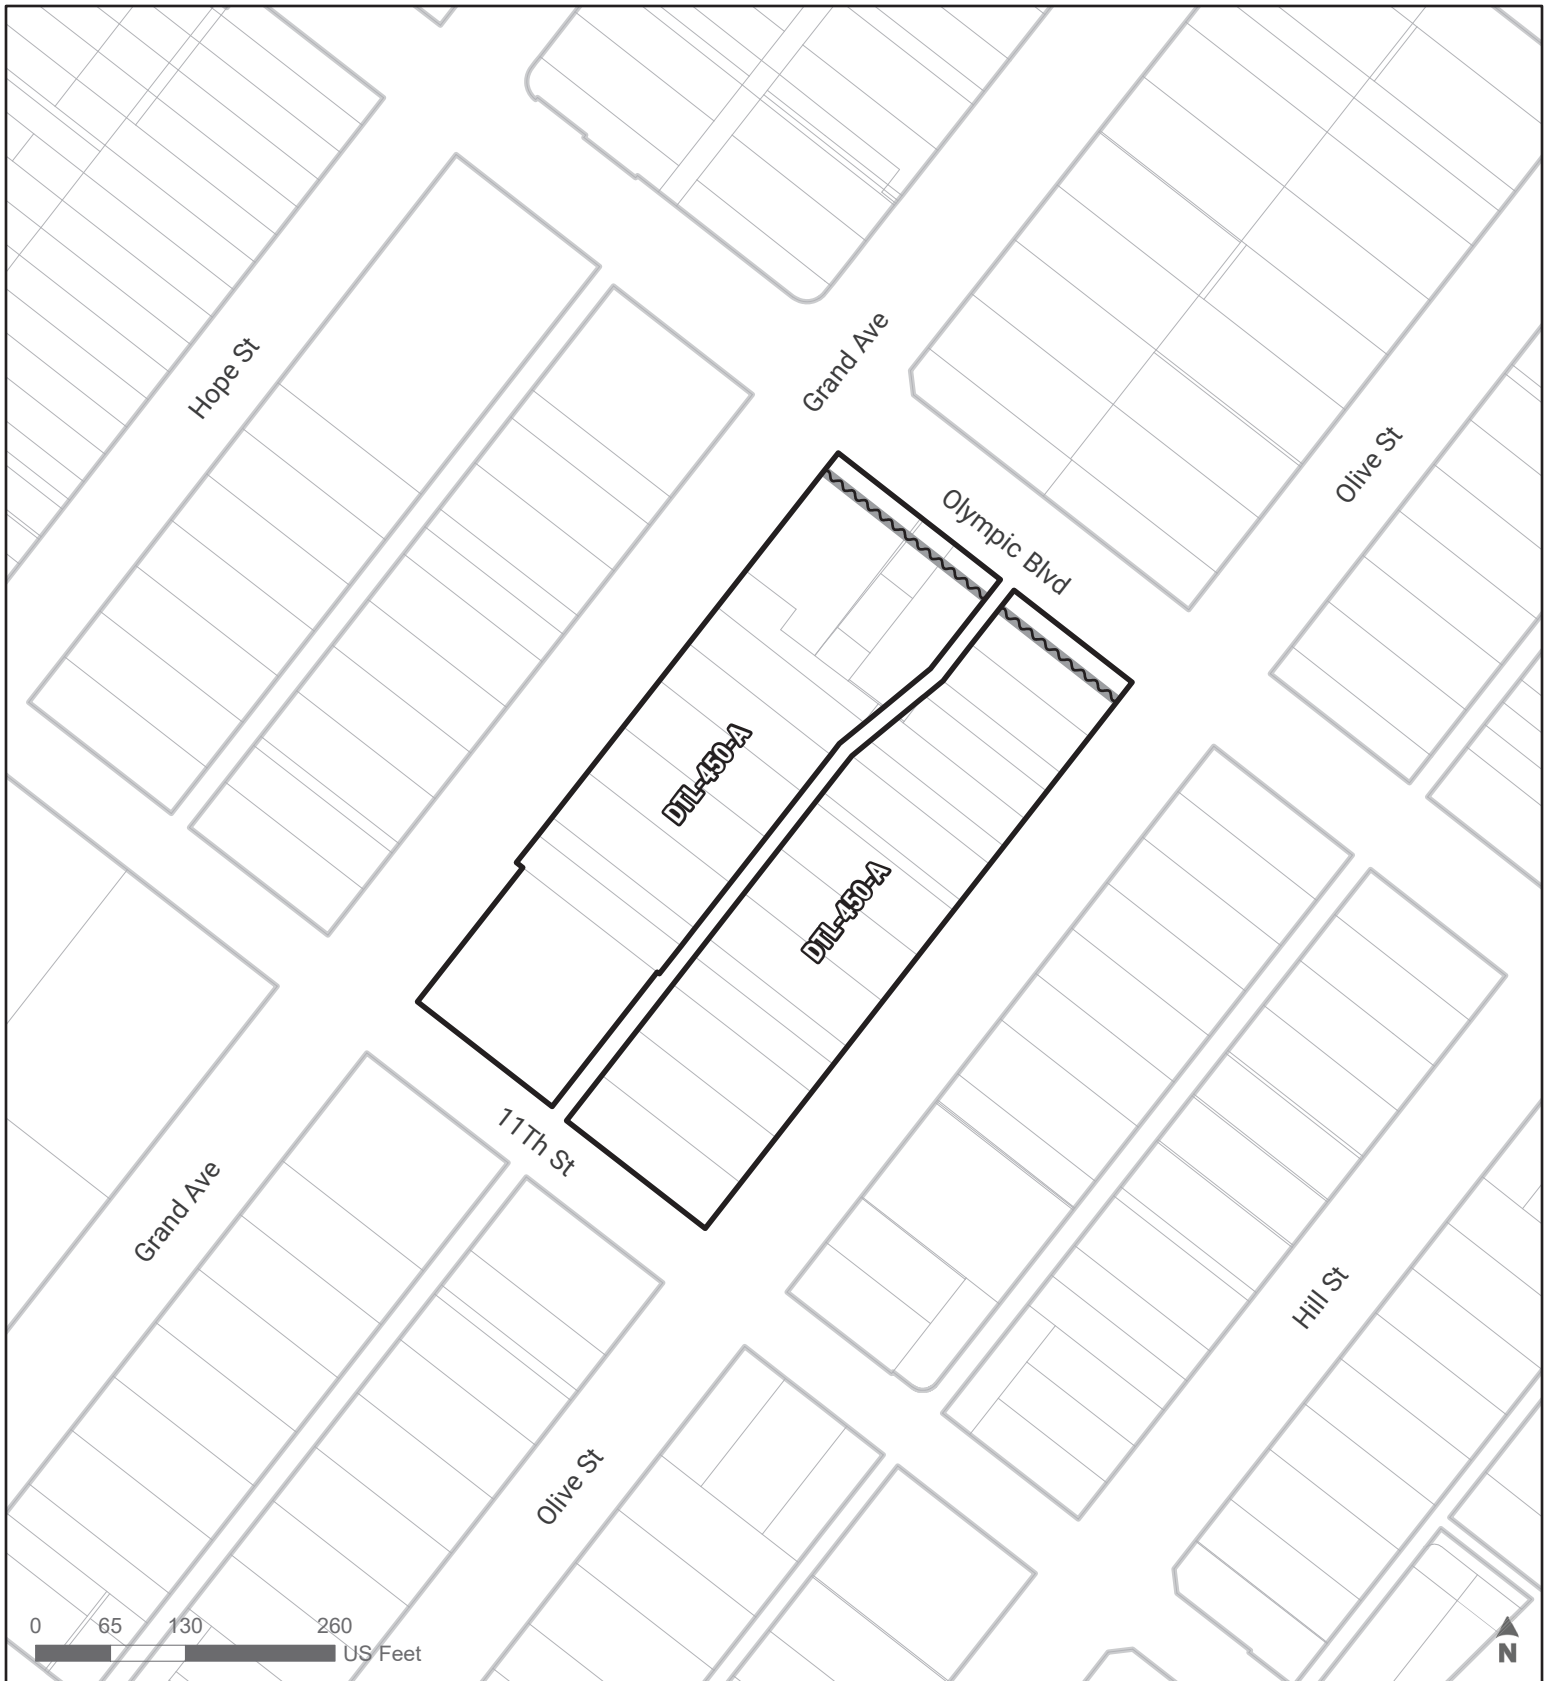 Hope St
Grand Ave
Olive St
Olympic Blvd
DTL-450-A
DTL-450-A
11Th St
Grand Ave
Hill St
Olive St
0 65 130 260
US Feet
N